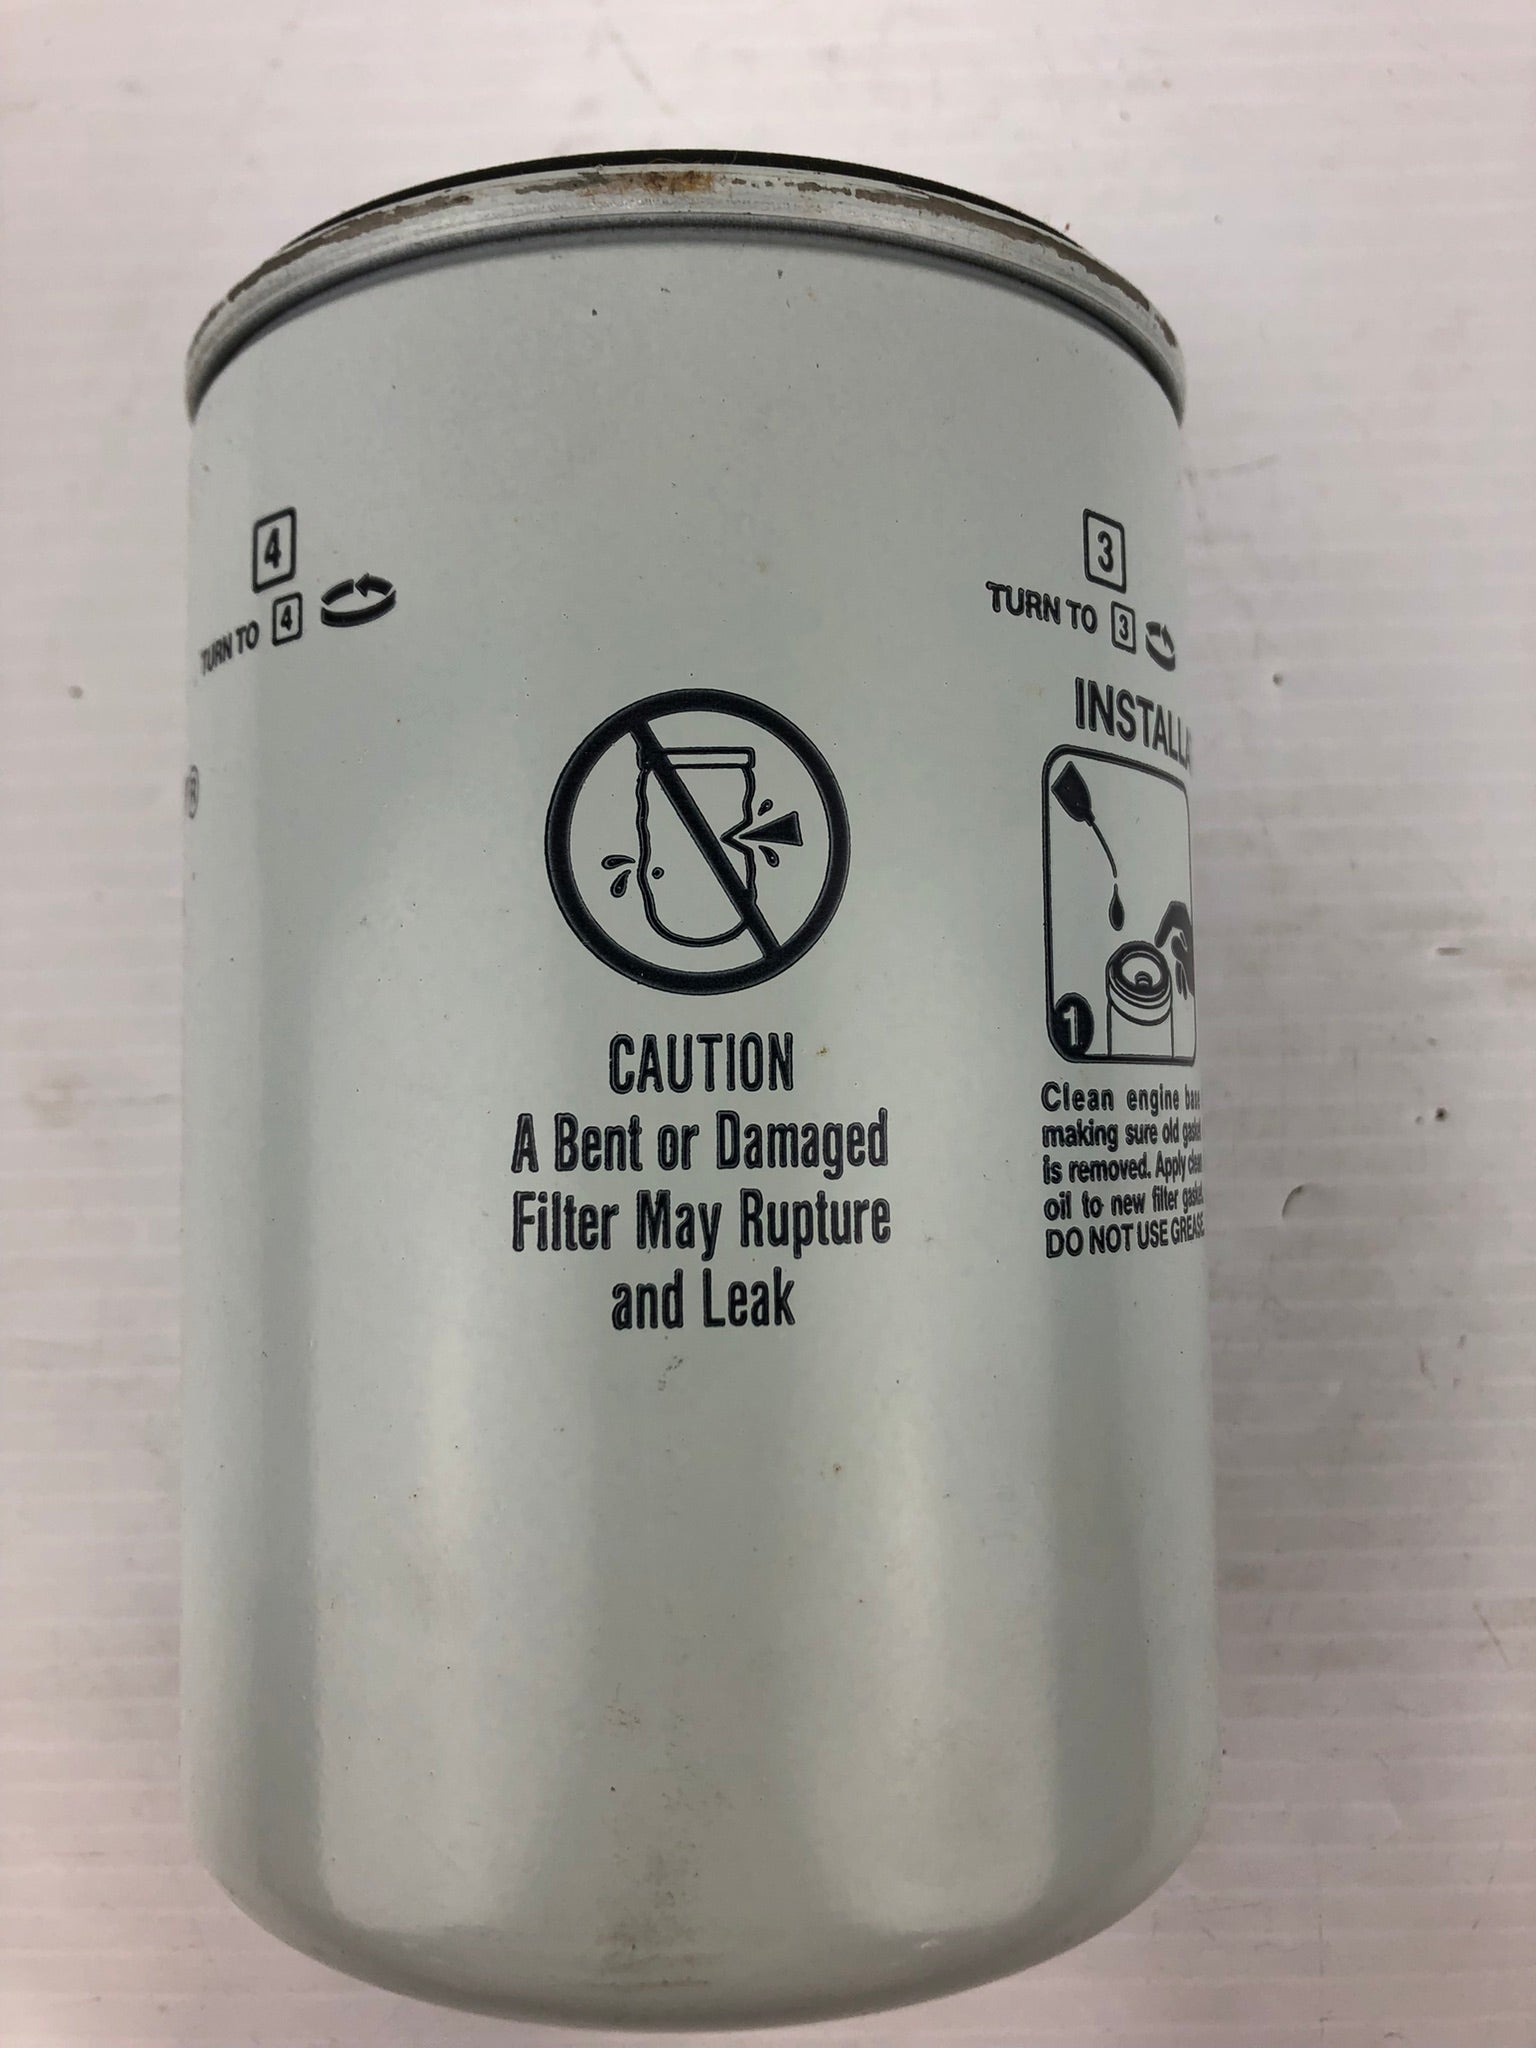 4
TURN TO 4
®
CAUTION
A Bent or Damaged
Filter May Rupture
and Leak
3
TURN TO 3
1
Clean engine
making sure old
is removed. Apply
oil to new filter
DO NOT USE GREASE